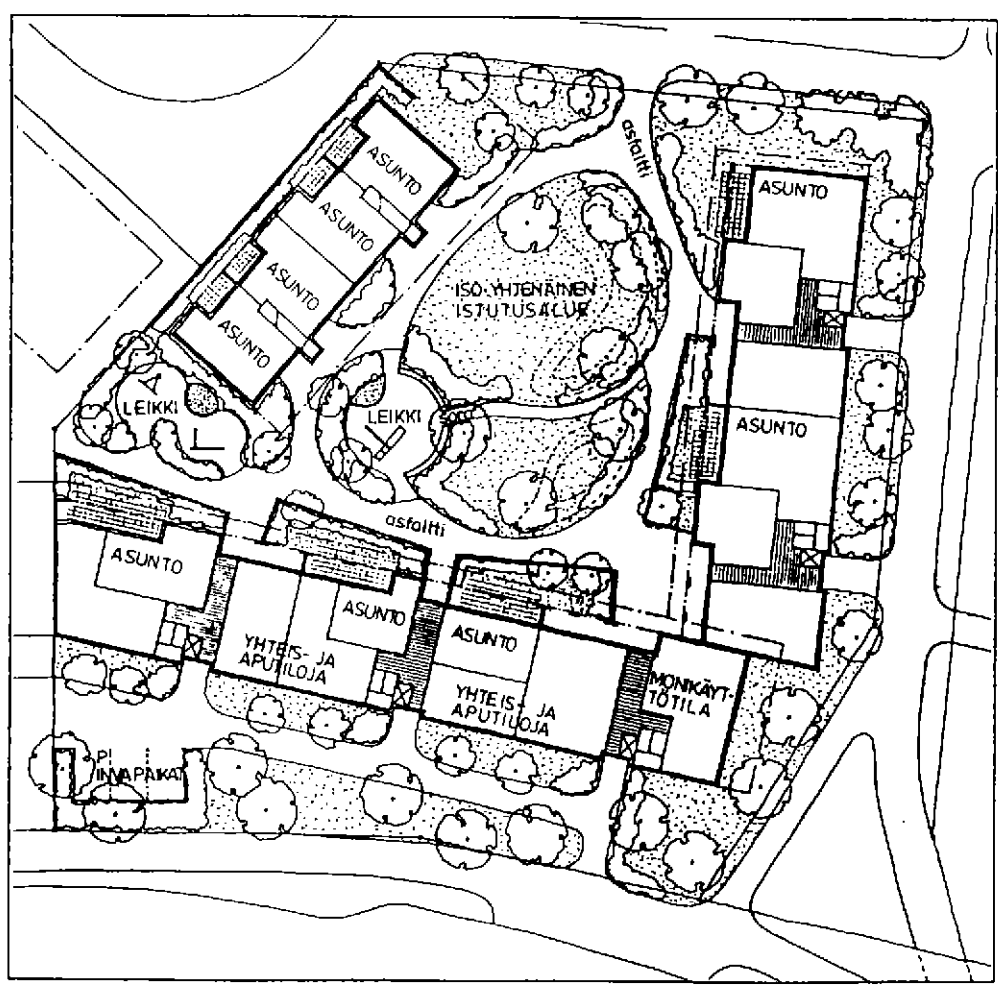 asfaltti
ASUNTO
ASUNTO
ASUNTO
ASUNTO
ASUNTO
ISO YHTENÄINEN
ISTUTUSALUE
LEIKKI
LEIKKI
ASUNTO
asfaltti
ASUNTO
ASUNTO
ASUNTO
YHTEIS- JA
APUTILOJA
YHTEIS- JA
APUTILOJA
MONIKÄYT-
TÖTILA
P
INVAPAIKAT